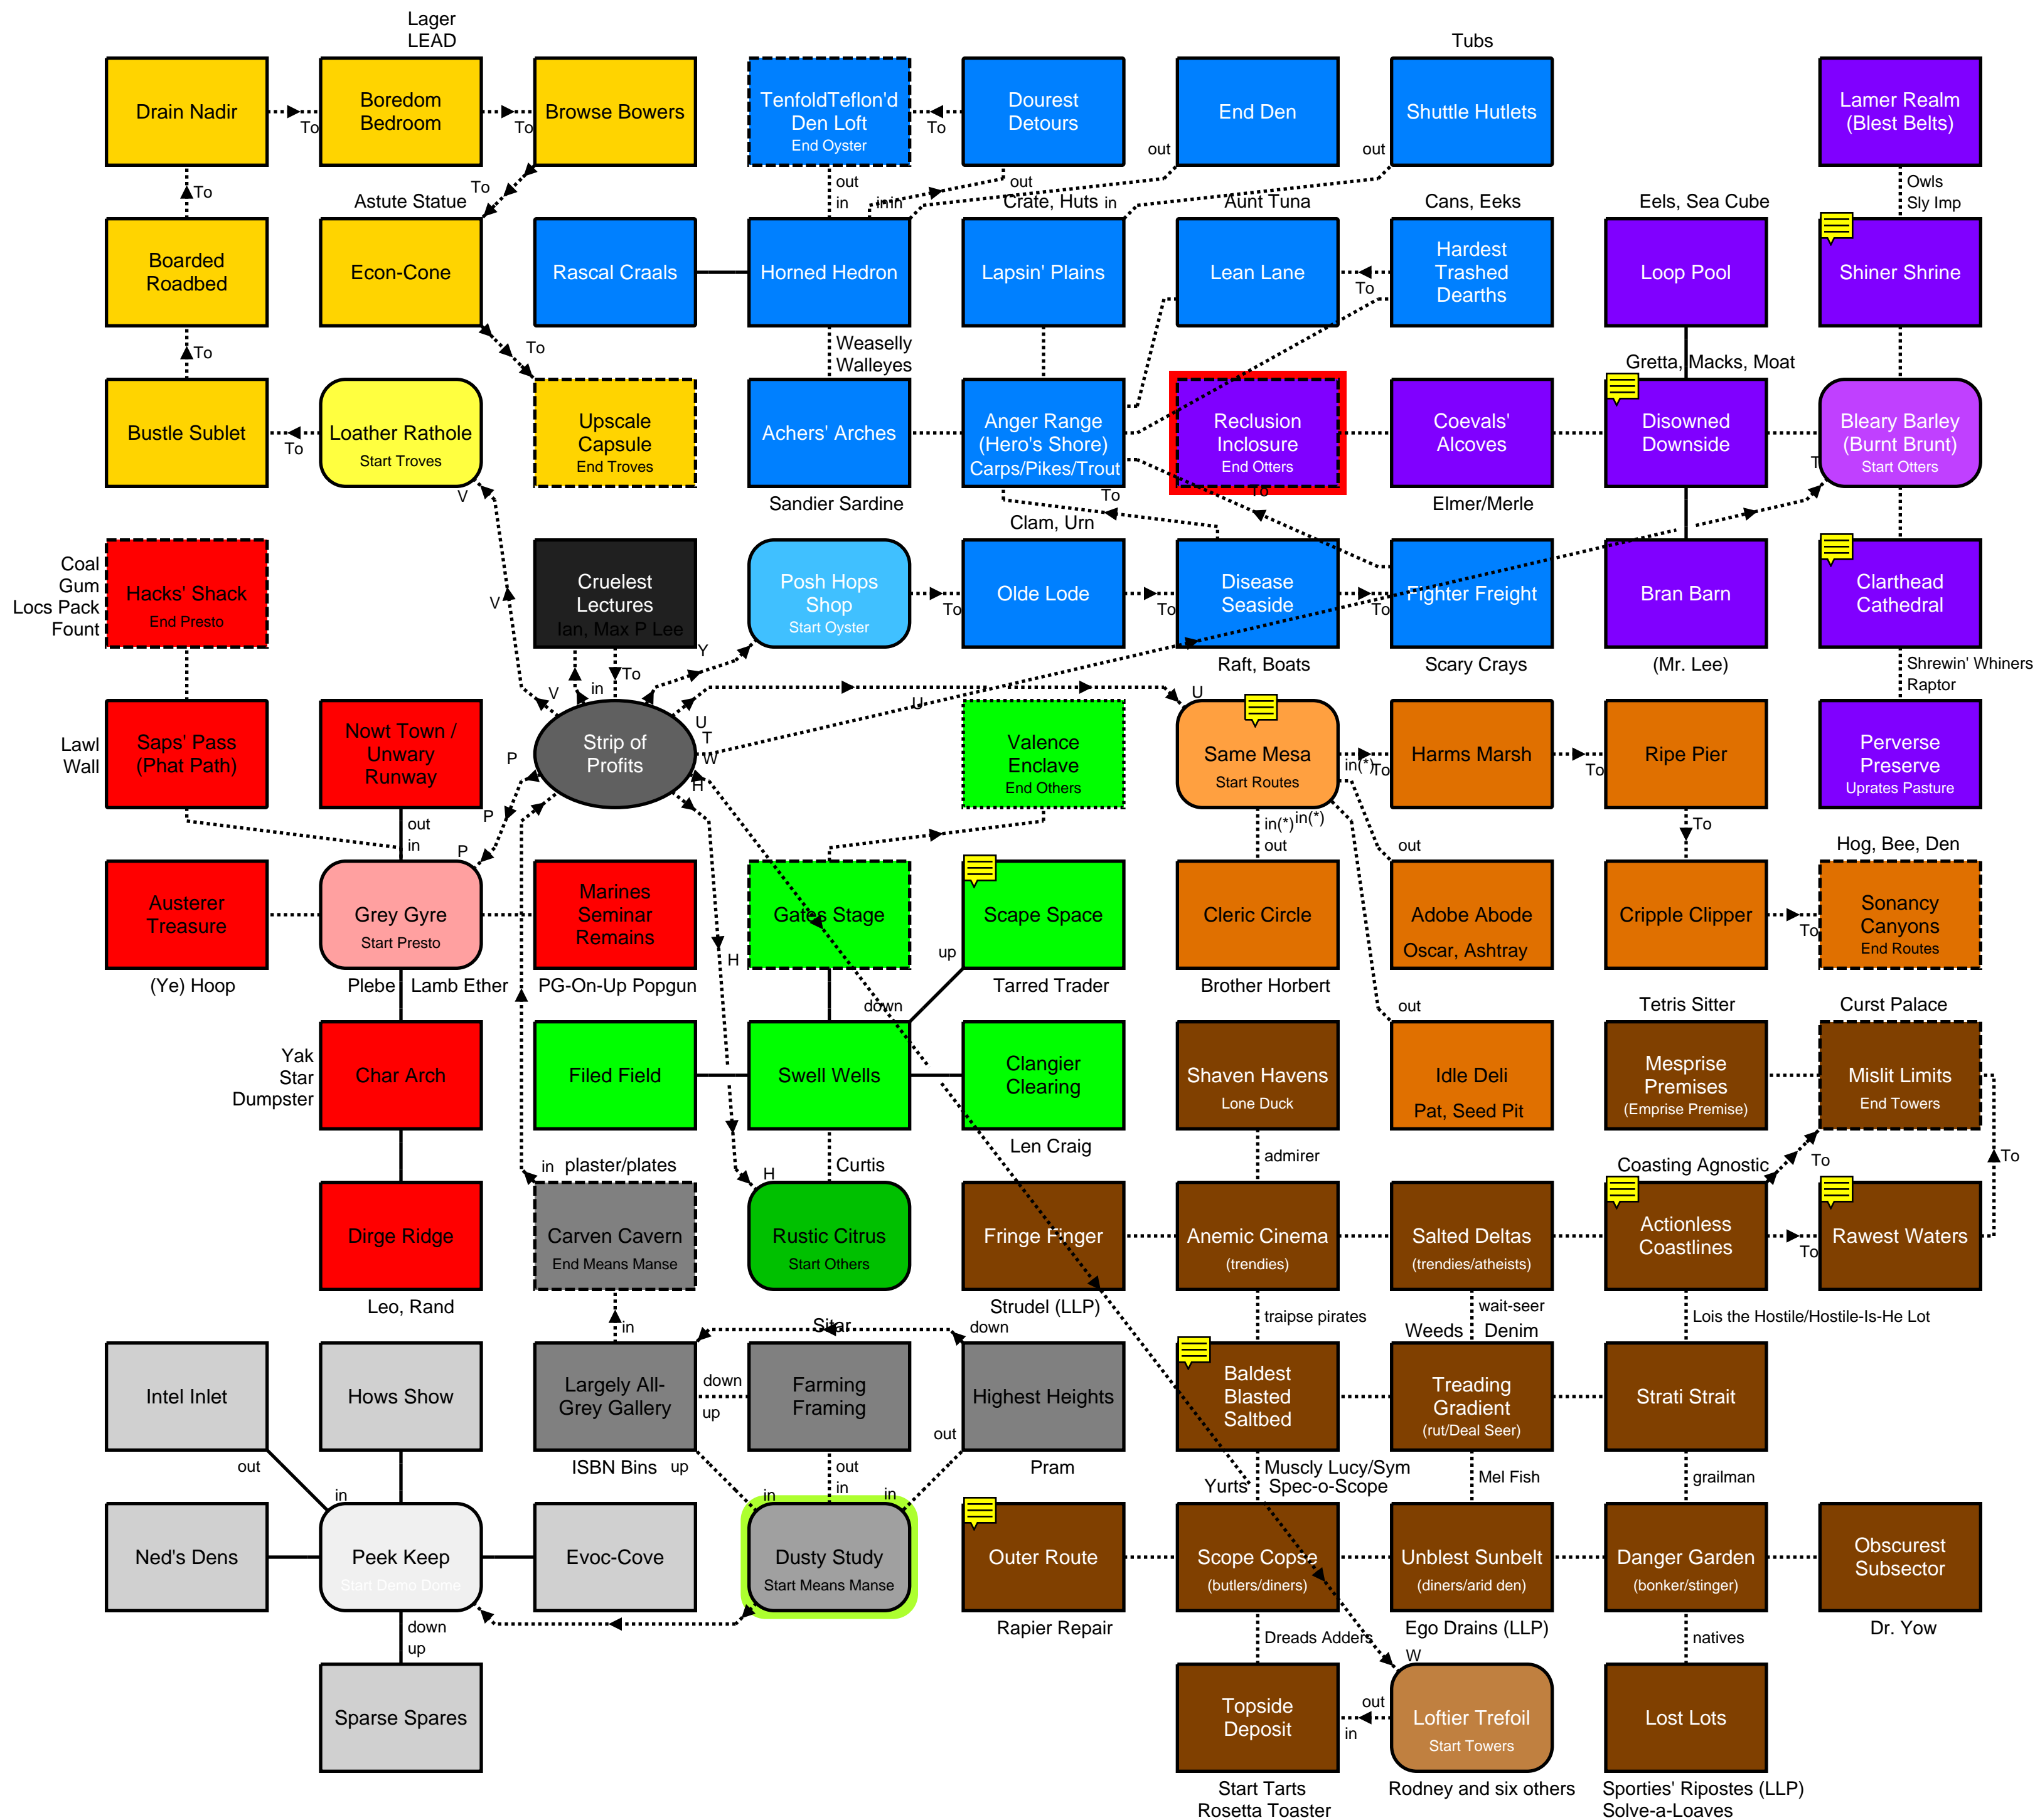 Lager
LEAD
Tubs
Drain Nadir
To
Boredom
Bedroom
To
Browse Bowers
TenfoldTeflon'd
Den Loft
End Oyster
To
Dourest
Detours
End Den
Shuttle Hutlets
Lamer Realm
(Blest Belts)
out
out
To
To
out
in
inin
out
in
Owls
Sly Imp
Astute Statue
Crate, Huts
Aunt Tuna
Cans, Eeks
Eels, Sea Cube
Boarded
Roadbed
Econ-Cone
Rascal Craals
Horned Hedron
Lapsin' Plains
Lean Lane
To
Hardest
Trashed
Dearths
Loop Pool
Shiner Shrine
To
To
Weaselly
Walleyes
Gretta, Macks, Moat
Bustle Sublet
To
Loather Rathole
Start Troves
Upscale
Capsule
End Troves
Achers' Arches
Anger Range
(Hero's Shore)
Carps/Pikes/Trout
Reclusion
Inclosure
End Otters
Coevals'
Alcoves
Disowned
Downside
Bleary Barley
(Burnt Brunt)
Start Otters
T
V
To
To
Sandier Sardine
Elmer/Merle
Clam, Urn
Coal
Gum
Locs Pack
Fount
Hacks' Shack
End Presto
V
Cruelest
Lectures
Ian, Max P Lee
Posh Hops
Shop
Start Oyster
To
Olde Lode
To
Disease
Seaside
To
Fighter Freight
Bran Barn
Clarthead
Cathedral
Y
To
in
V
Raft, Boats
Scary Crays
(Mr. Lee)
Shrewin' Whiners
Raptor
U
U
U
T
W
H
Lawl
Wall
Saps' Pass
(Phat Path)
Nowt Town /
Unwary
Runway
P
Strip of
Profits
Valence
Enclave
End Others
Same Mesa
Start Routes
in(*)
To
Harms Marsh
To
Ripe Pier
Perverse
Preserve
Uprates Pasture
P
out
in
P
in(*)
in(*)
out
out
To
Hog, Bee, Den
Austerer
Treasure
Grey Gyre
Start Presto
Marines
Seminar
Remains
H
Gates Stage
up
Scape Space
Cleric Circle
Adobe Abode
Oscar, Ashtray
Cripple Clipper
To
Sonancy
Canyons
End Routes
(Ye) Hoop
Plebe
Lamb Ether
PG-On-Up Popgun
down
Tarred Trader
Brother Horbert
out
Tetris Sitter
Curst Palace
Yak
Star
Dumpster
Char Arch
Filed Field
Swell Wells
Clangier
Clearing
Shaven Havens
Lone Duck
Idle Deli
Pat, Seed Pit
Mesprise
Premises
(Emprise Premise)
Mislit Limits
End Towers
in
plaster/plates
Curtis
H
Len Craig
admirer
Coasting Agnostic
To
To
Dirge Ridge
Carven Cavern
End Means Manse
Rustic Citrus
Start Others
Fringe Finger
Anemic Cinema
(trendies)
Salted Deltas
(trendies/atheists)
Actionless
Coastlines
To
Rawest Waters
Leo, Rand
in
Sitar
down
Strudel (LLP)
traipse pirates
wait-seer
Weeds
Denim
Lois the Hostile/Hostile-Is-He Lot
Intel Inlet
Hows Show
Largely All-
Grey Gallery
down
up
Farming
Framing
Highest Heights
Baldest
Blasted
Saltbed
Treading
Gradient
(rut/Deal Seer)
Strati Strait
out
in
ISBN Bins
up
in
out
in
in
out
Pram
Yurts
Muscly Lucy/Sym
Spec-o-Scope
Mel Fish
grailman
Ned's Dens
Peek Keep
Start Demo Dome
Evoc-Cove
Dusty Study
Start Means Manse
Outer Route
Scope Copse
(butlers/diners)
Unblest Sunbelt
(diners/arid den)
Danger Garden
(bonker/stinger)
Obscurest
Subsector
down
up
Rapier Repair
Dreads Adders
Ego Drains (LLP)
W
natives
Dr. Yow
Sparse Spares
Topside
Deposit
out
in
Loftier Trefoil
Start Towers
Lost Lots
Start Tarts
Rosetta Toaster
Rodney and six others
Sporties' Ripostes (LLP)
Solve-a-Loaves